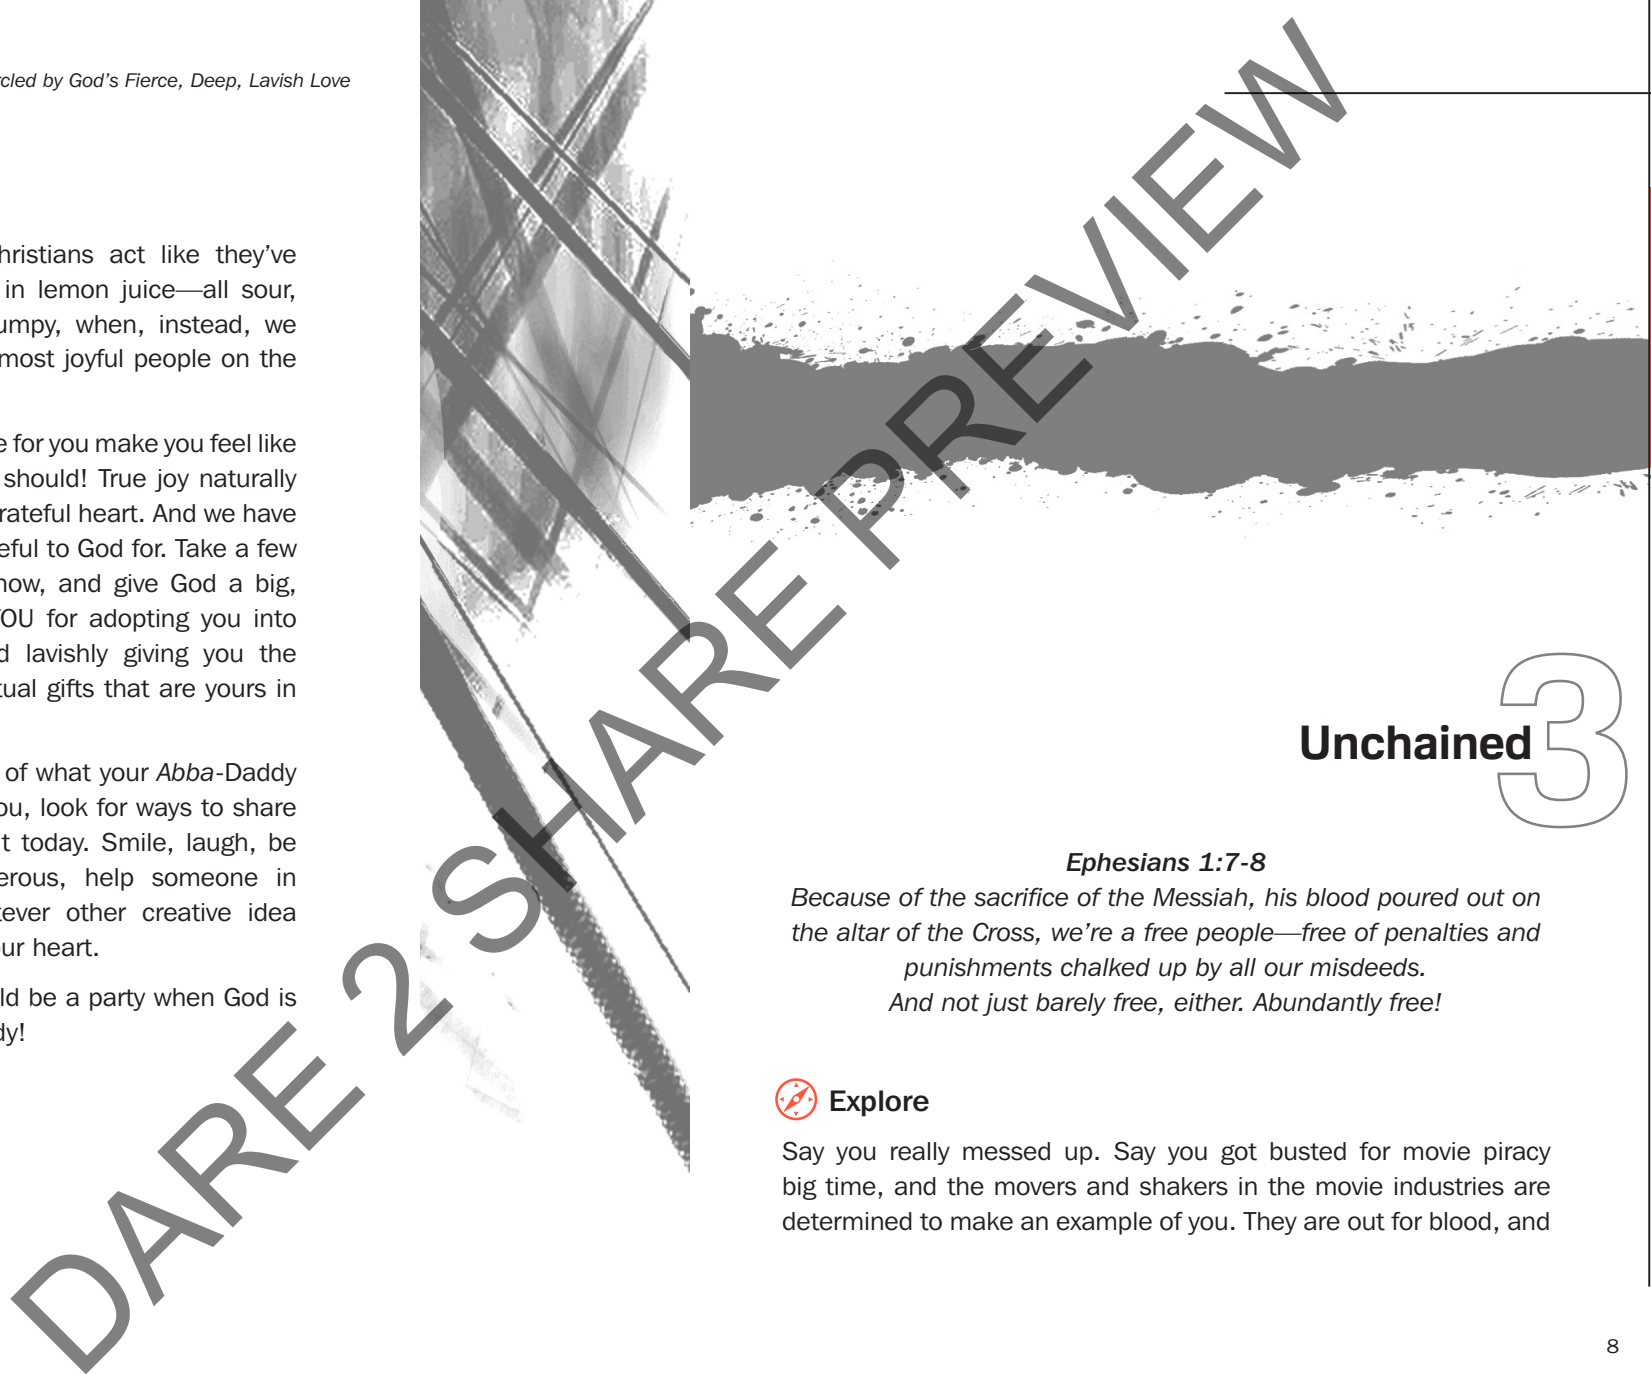 cled by God's Fierce, Deep, Lavish Love
hristians act like they've
in lemon juice—all sour,
umpy, when, instead, we
most joyful people on the
e for you make you feel like
should! True joy naturally
rateful heart. And we have
eful to God for. Take a few
now, and give God a big,
YOU for adopting you into
d lavishly giving you the
tual gifts that are yours in
of what your Abba-Daddy
ou, look for ways to share
t today. Smile, laugh, be
erous, help someone in
tever other creative idea
our heart.
ld be a party when God is
dy!
DARE 2 SHARE PREVIEW
Unchained
3
Ephesians 1:7-8
Because of the sacrifice of the Messiah, his blood poured out on
the altar of the Cross, we're a free people—free of penalties and
punishments chalked up by all our misdeeds.
And not just barely free, either. Abundantly free!
Explore
Say you really messed up. Say you got busted for movie piracy
big time, and the movers and shakers in the movie industries are
determined to make an example of you. They are out for blood, and
8